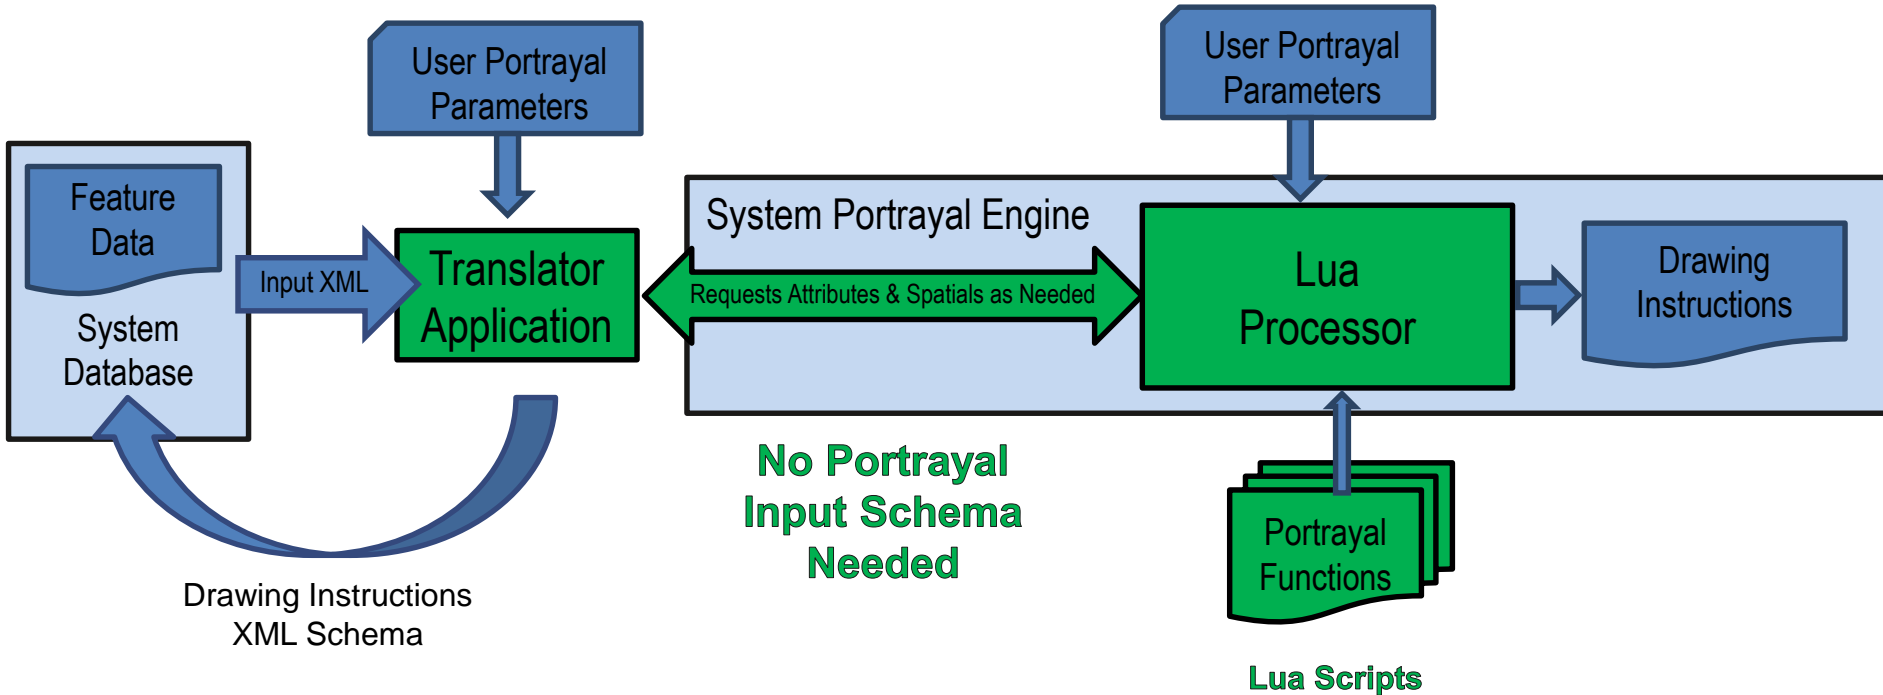 User Portrayal
Parameters
User Portrayal
Parameters
Feature
Data
System
Database
Input XML
Translator
Application
System Portrayal Engine
Requests Attributes & Spatials as Needed
Lua
Processor
Drawing
Instructions
No Portrayal
Input Schema
Needed
Portrayal
Functions
Drawing Instructions
XML Schema
Lua Scripts